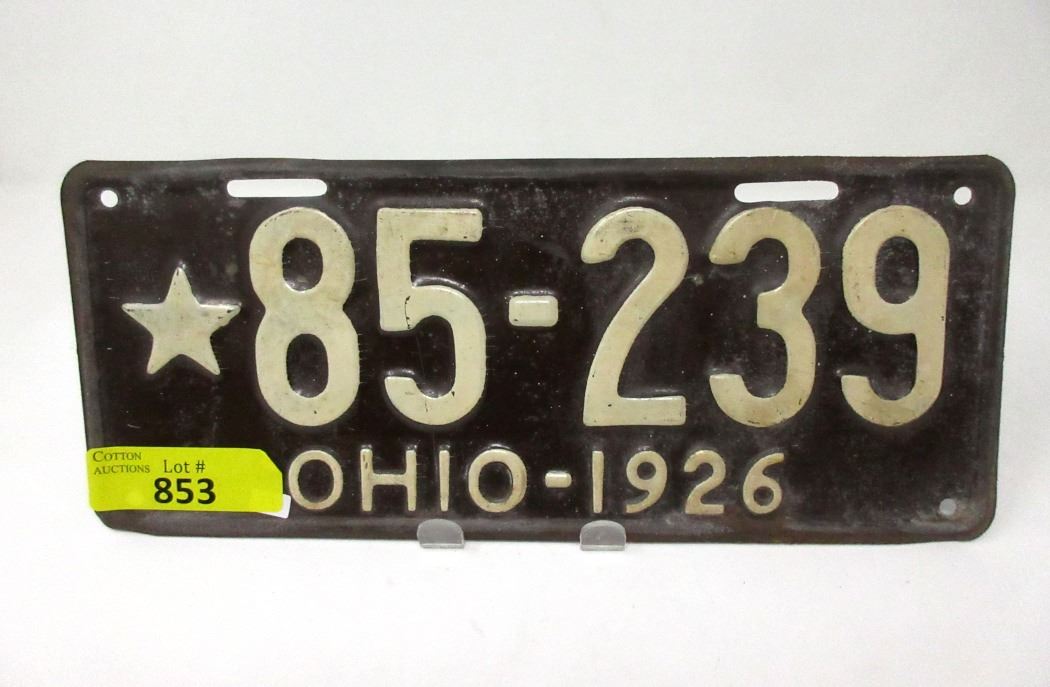 ★85-239
OHIO-1926
COTTON
AUCTIONS Lot #
853